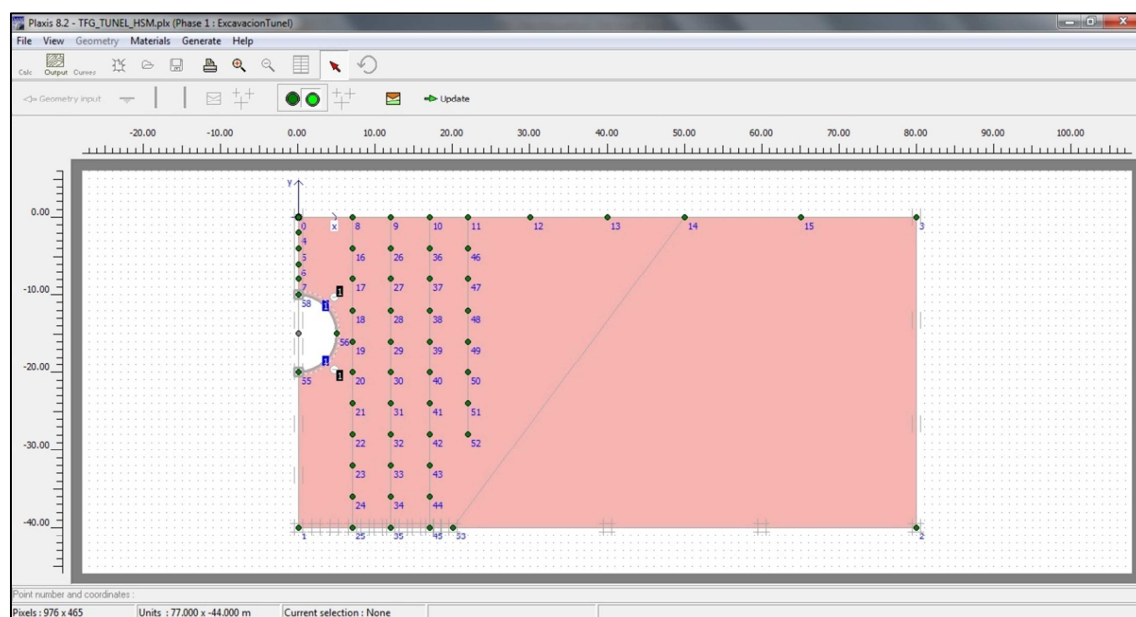 Plaxis 8.2 - TFG_TUNEL_HSM.plx (Phase 1 : ExcavacionTunel)
File View Geometry Materials Generate Help
Calc Output Curves
Geometry input Update
-20.00 -10.00 0.00 10.00 20.00 30.00 40.00 50.00 60.00 70.00 80.00 90.00 100.00
y
0.00
x
0 8 9 10 11 12 13 14 15 3
4
5 16 26 36 46
6
7 17 27 37 47
-10.00
1
58 1
18 28 38 48
56
19 29 39 49
1
-20.00
1
55 20 30 40 50
21 31 41 51
22 32 42 52
-30.00
23 33 43
24 34 44
-40.00
1 25 35 45 53 2
Point number and coordinates :
Pixels : 976 x 465 Units : 77.000 x -44.000 m Current selection : None